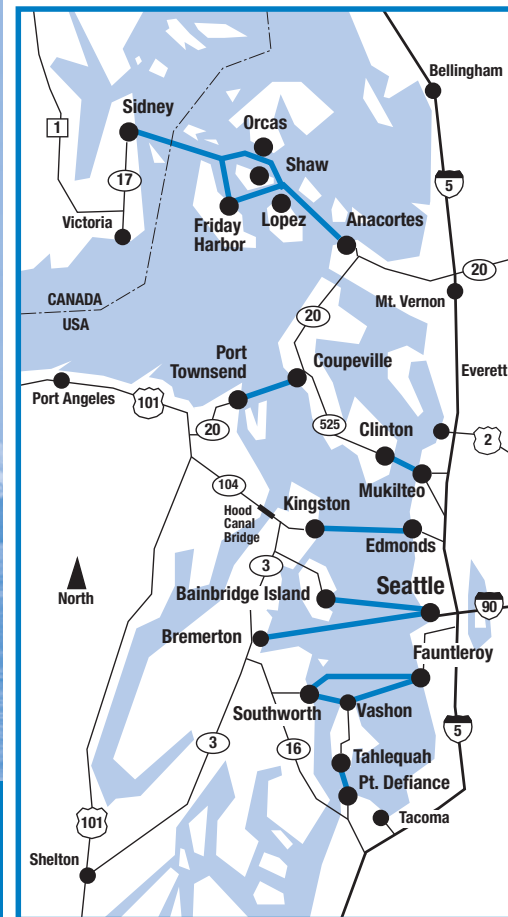 Bellingham
Sidney
Orcas
1
Shaw
17
5
Victoria
Friday
Harbor
Lopez
Anacortes
20
CANADA
USA
Mt. Vernon
20
Port
Townsend
Coupeville
Everett
Port Angeles
101
20
525
Clinton
2
Mukilteo
104
Kingston
Hood
Canal
Bridge
Edmonds
3
North
Bainbridge Island
Seattle
90
Bremerton
Fauntleroy
Southworth
Vashon
5
3
16
Tahlequah
Pt. Defiance
101
Tacoma
Shelton